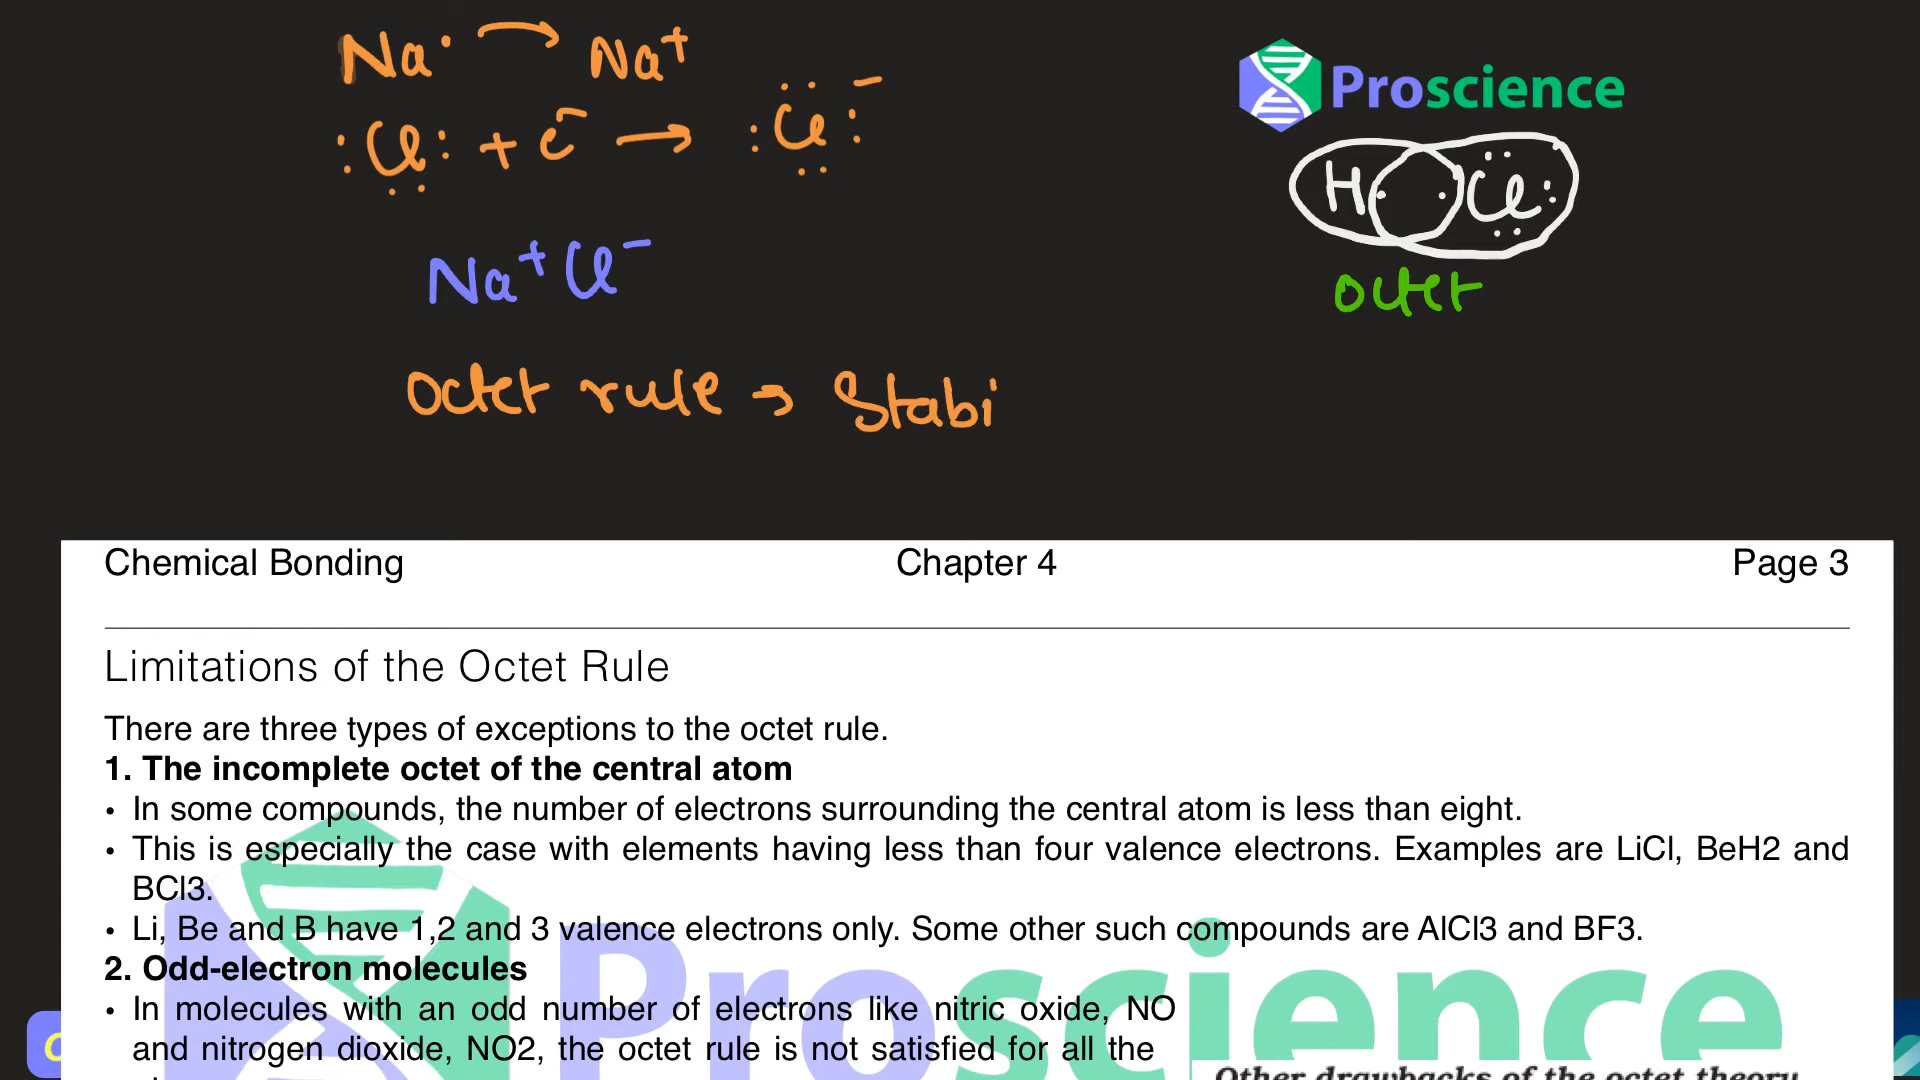 Na· → Na⁺
Proscience
:Cl: + e⁻ → :Cl:⁻
H · · Cl:
Na⁺Cl⁻
octet
Octet rule → Stabi
Chemical Bonding Chapter 4 Page 3
Limitations of the Octet Rule
There are three types of exceptions to the octet rule.
1. The incomplete octet of the central atom
• In some compounds, the number of electrons surrounding the central atom is less than eight.
• This is especially the case with elements having less than four valence electrons. Examples are LiCl, BeH2 and
BCl3.
• Li, Be and B have 1,2 and 3 valence electrons only. Some other such compounds are AlCl3 and BF3.
2. Odd-electron molecules
• In molecules with an odd number of electrons like nitric oxide, NO
and nitrogen dioxide, NO2, the octet rule is not satisfied for all the
Other drawbacks of the octet theory
Proscience